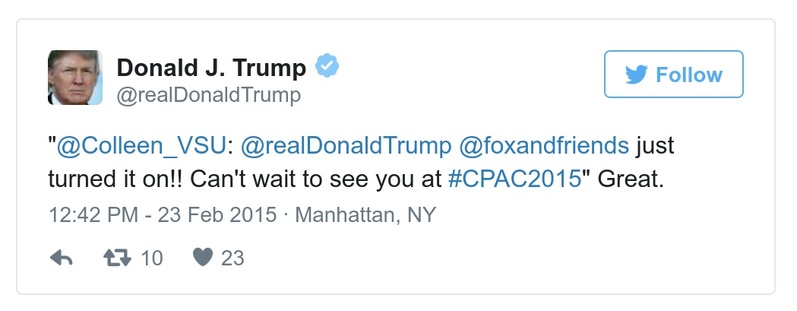 Donald J. Trump
Follow
@realDonaldTrump
"@Colleen_VSU: @realDonaldTrump @foxandfriends just
turned it on!! Can't wait to see you at #CPAC2015" Great.
12:42 PM - 23 Feb 2015 · Manhattan, NY
10 23